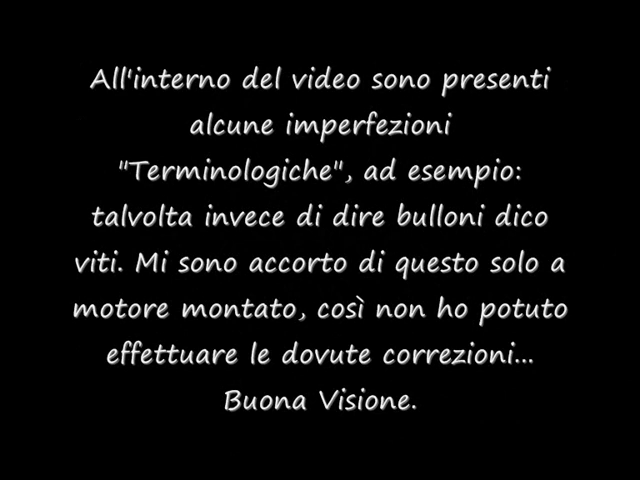 All'interno del video sono presenti
alcune imperfezioni
"Terminologiche", ad esempio:
talvolta invece di dire bulloni dico
viti. Mi sono accorto di questo solo a
motore montato, così non ho potuto
effettuare le dovute correzioni...
Buona Visione.